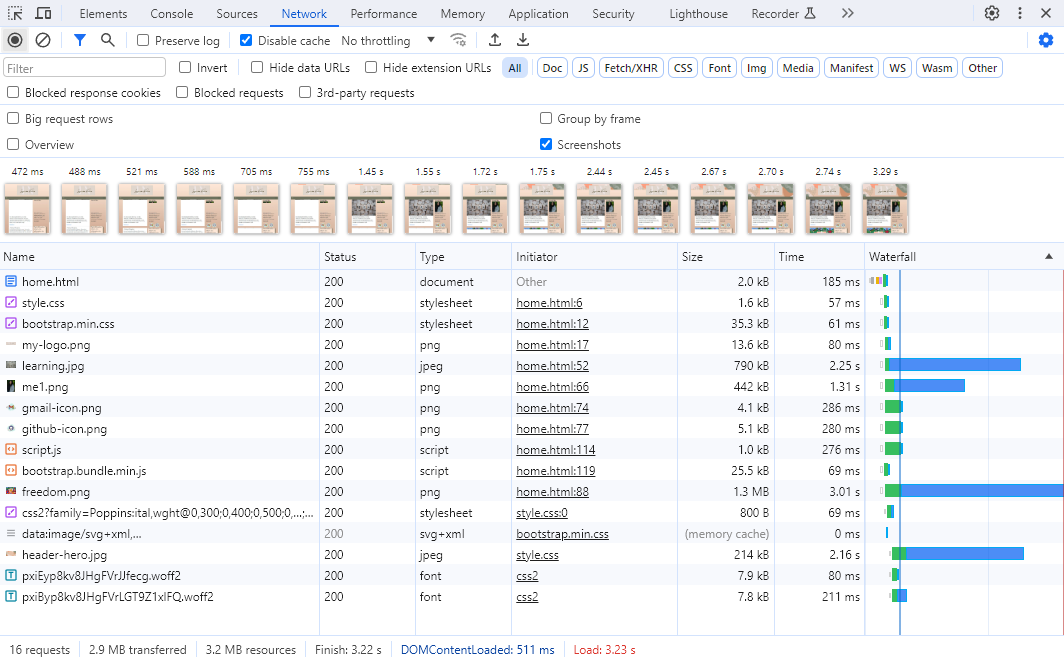 Elements Console Sources Network Performance Memory Application Security Lighthouse Recorder
Preserve log Disable cache No throttling
Filter Invert Hide data URLs Hide extension URLs All Doc JS Fetch/XHR CSS Font Img Media Manifest WS Wasm Other
Blocked response cookies Blocked requests 3rd-party requests
Big request rows Group by frame
Overview Screenshots
472 ms 488 ms 521 ms 588 ms 705 ms 755 ms 1.45 s 1.55 s 1.72 s 1.75 s 2.44 s 2.45 s 2.67 s 2.70 s 2.74 s 3.29 s
Name Status Type Initiator Size Time Waterfall
home.html 200 document Other 2.0 kB 185 ms
style.css 200 stylesheet home.html:6 1.6 kB 57 ms
bootstrap.min.css 200 stylesheet home.html:12 35.3 kB 61 ms
my-logo.png 200 png home.html:17 13.6 kB 80 ms
learning.jpg 200 jpeg home.html:52 790 kB 2.25 s
me1.png 200 png home.html:66 442 kB 1.31 s
gmail-icon.png 200 png home.html:74 4.1 kB 286 ms
github-icon.png 200 png home.html:77 5.1 kB 280 ms
script.js 200 script home.html:114 1.0 kB 276 ms
bootstrap.bundle.min.js 200 script home.html:119 25.5 kB 69 ms
freedom.png 200 png home.html:88 1.3 MB 3.01 s
css2?family=Poppins:ital,wght@0,300;0,400;0,500;0,...;... 200 stylesheet style.css:0 800 B 69 ms
data:image/svg+xml,... 200 svg+xml bootstrap.min.css (memory cache) 0 ms
header-hero.jpg 200 jpeg style.css 214 kB 2.16 s
pxiEyp8kv8JHgFVrJJfecg.woff2 200 font css2 7.9 kB 80 ms
pxiByp8kv8JHgFVrLGT9Z1xlFQ.woff2 200 font css2 7.8 kB 211 ms
16 requests 2.9 MB transferred 3.2 MB resources Finish: 3.22 s DOMContentLoaded: 511 ms Load: 3.23 s